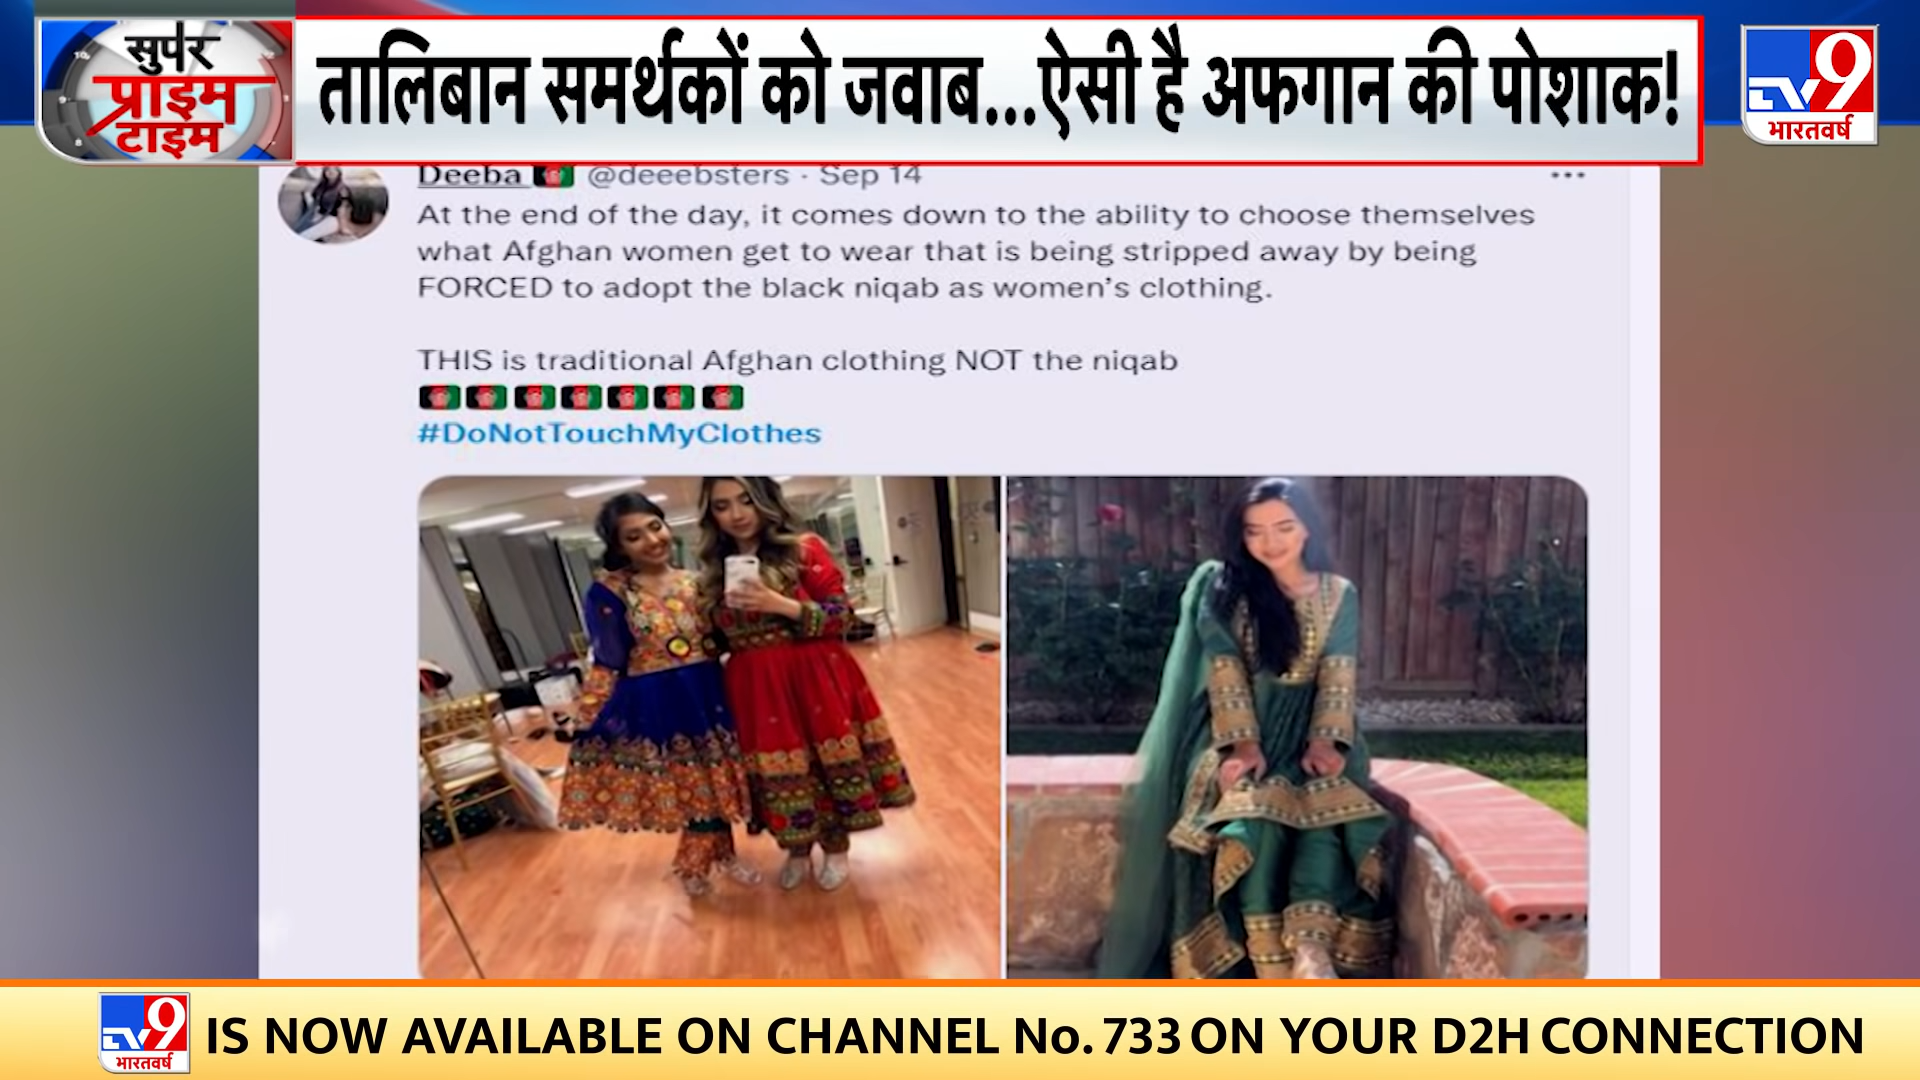 सुपर
प्राइम
टाइम
तालिबान समर्थकों को जवाब...ऐसी है अफगान की पोशाक!
TV9
भारतवर्ष
Deeba 🇦🇫 @deeebsters · Sep 14 ...
At the end of the day, it comes down to the ability to choose themselves
what Afghan women get to wear that is being stripped away by being
FORCED to adopt the black niqab as women's clothing.
THIS is traditional Afghan clothing NOT the niqab
🇦🇫🇦🇫🇦🇫🇦🇫🇦🇫🇦🇫🇦🇫
#DoNotTouchMyClothes
TV9
भारतवर्ष
IS NOW AVAILABLE ON CHANNEL No. 733 ON YOUR D2H CONNECTION